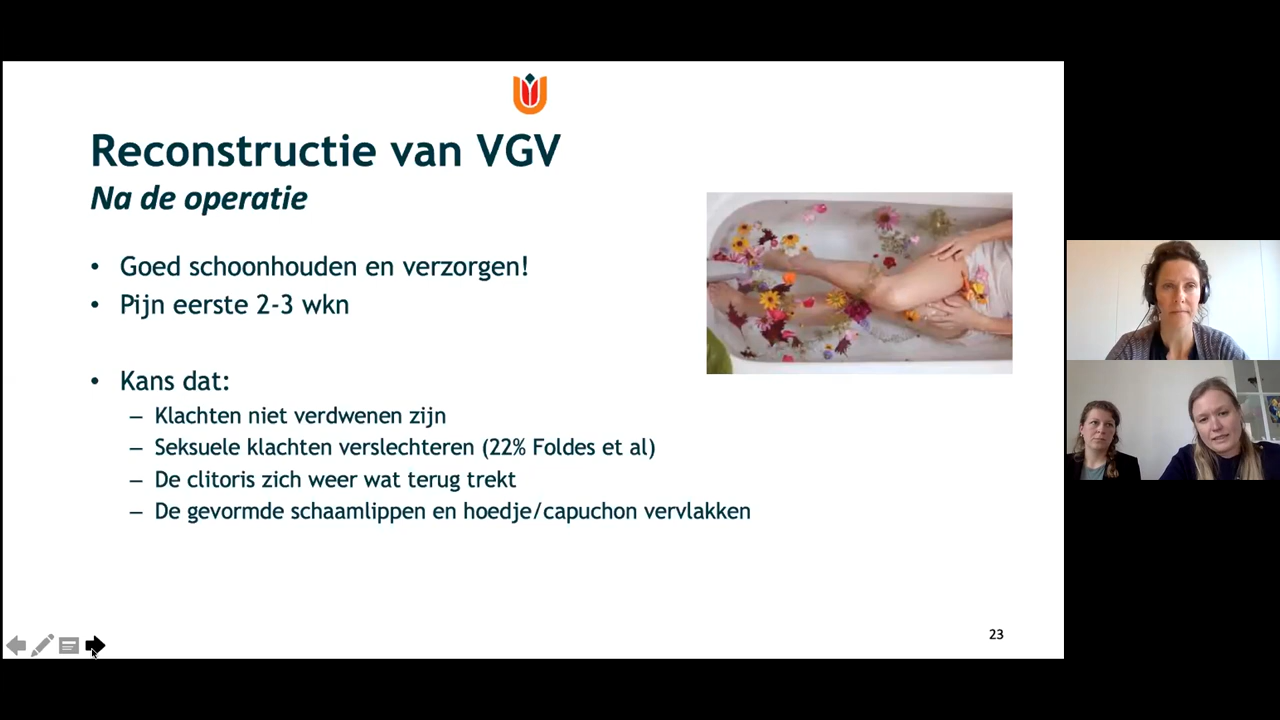 Reconstructie van VGV
Na de operatie
• Goed schoonhouden en verzorgen!
• Pijn eerste 2-3 wkn
• Kans dat:
– Klachten niet verdwenen zijn
– Seksuele klachten verslechteren (22% Foldes et al)
– De clitoris zich weer wat terug trekt
– De gevormde schaamlippen en hoedje/capuchon vervlakken
23